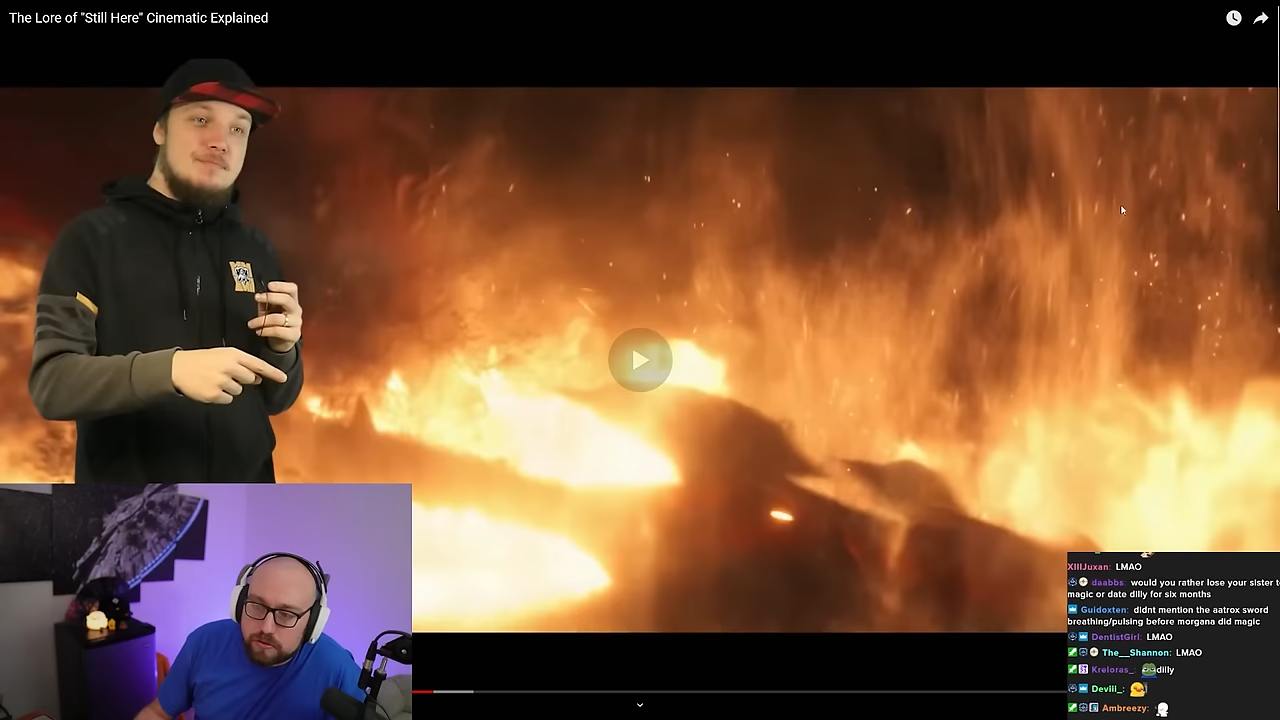 The Lore of "Still Here" Cinematic Explained
XIIIJuxan: LMAO
daabbs: would you rather lose your sister to
magic or date dilly for six months
Guidoxten: didnt mention the aatrox sword
breathing/pulsing before morgana did magic
DentistGirl: LMAO
The__Shannon: LMAO
Kreloras_: dilly
Deviii_:
Ambreezy: